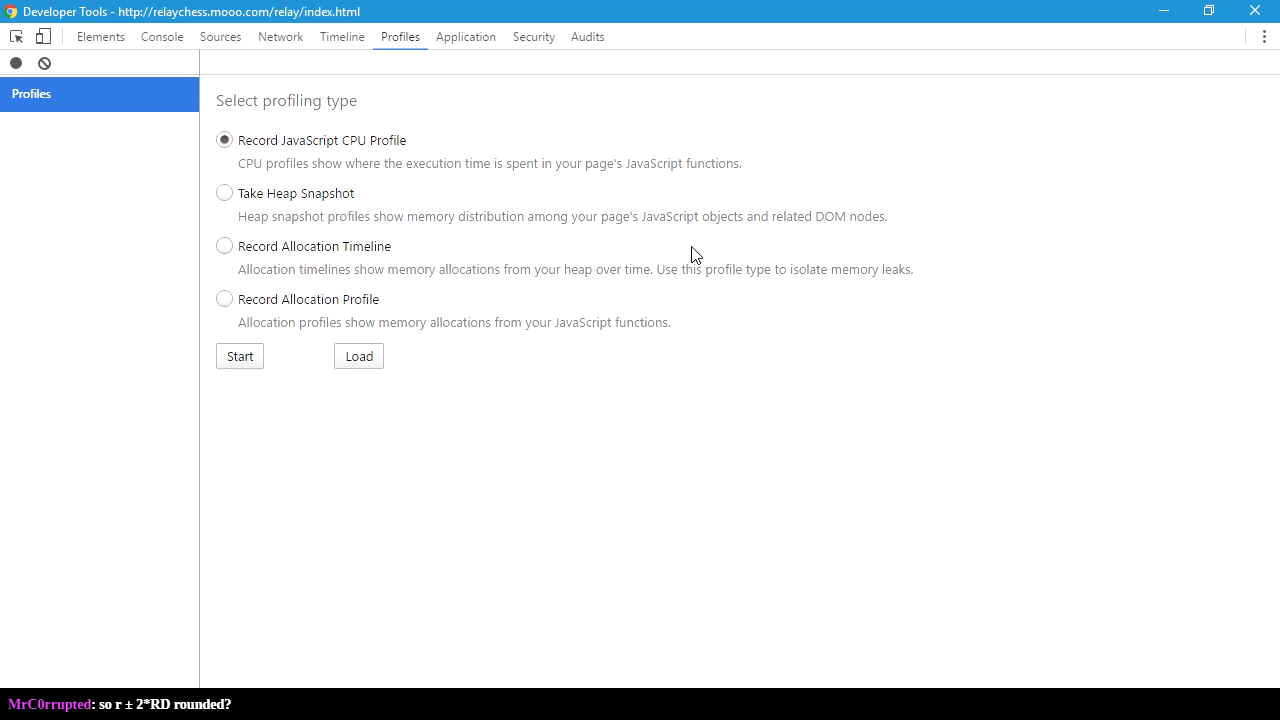 Developer Tools - http://relaychess.mooo.com/relay/index.html
Elements Console Sources Network Timeline Profiles Application Security Audits
Profiles
Select profiling type
Record JavaScript CPU Profile
CPU profiles show where the execution time is spent in your page's JavaScript functions.
Take Heap Snapshot
Heap snapshot profiles show memory distribution among your page's JavaScript objects and related DOM nodes.
Record Allocation Timeline
Allocation timelines show memory allocations from your heap over time. Use this profile type to isolate memory leaks.
Record Allocation Profile
Allocation profiles show memory allocations from your JavaScript functions.
Start Load
MrC0rrupted: so r ± 2*RD rounded?